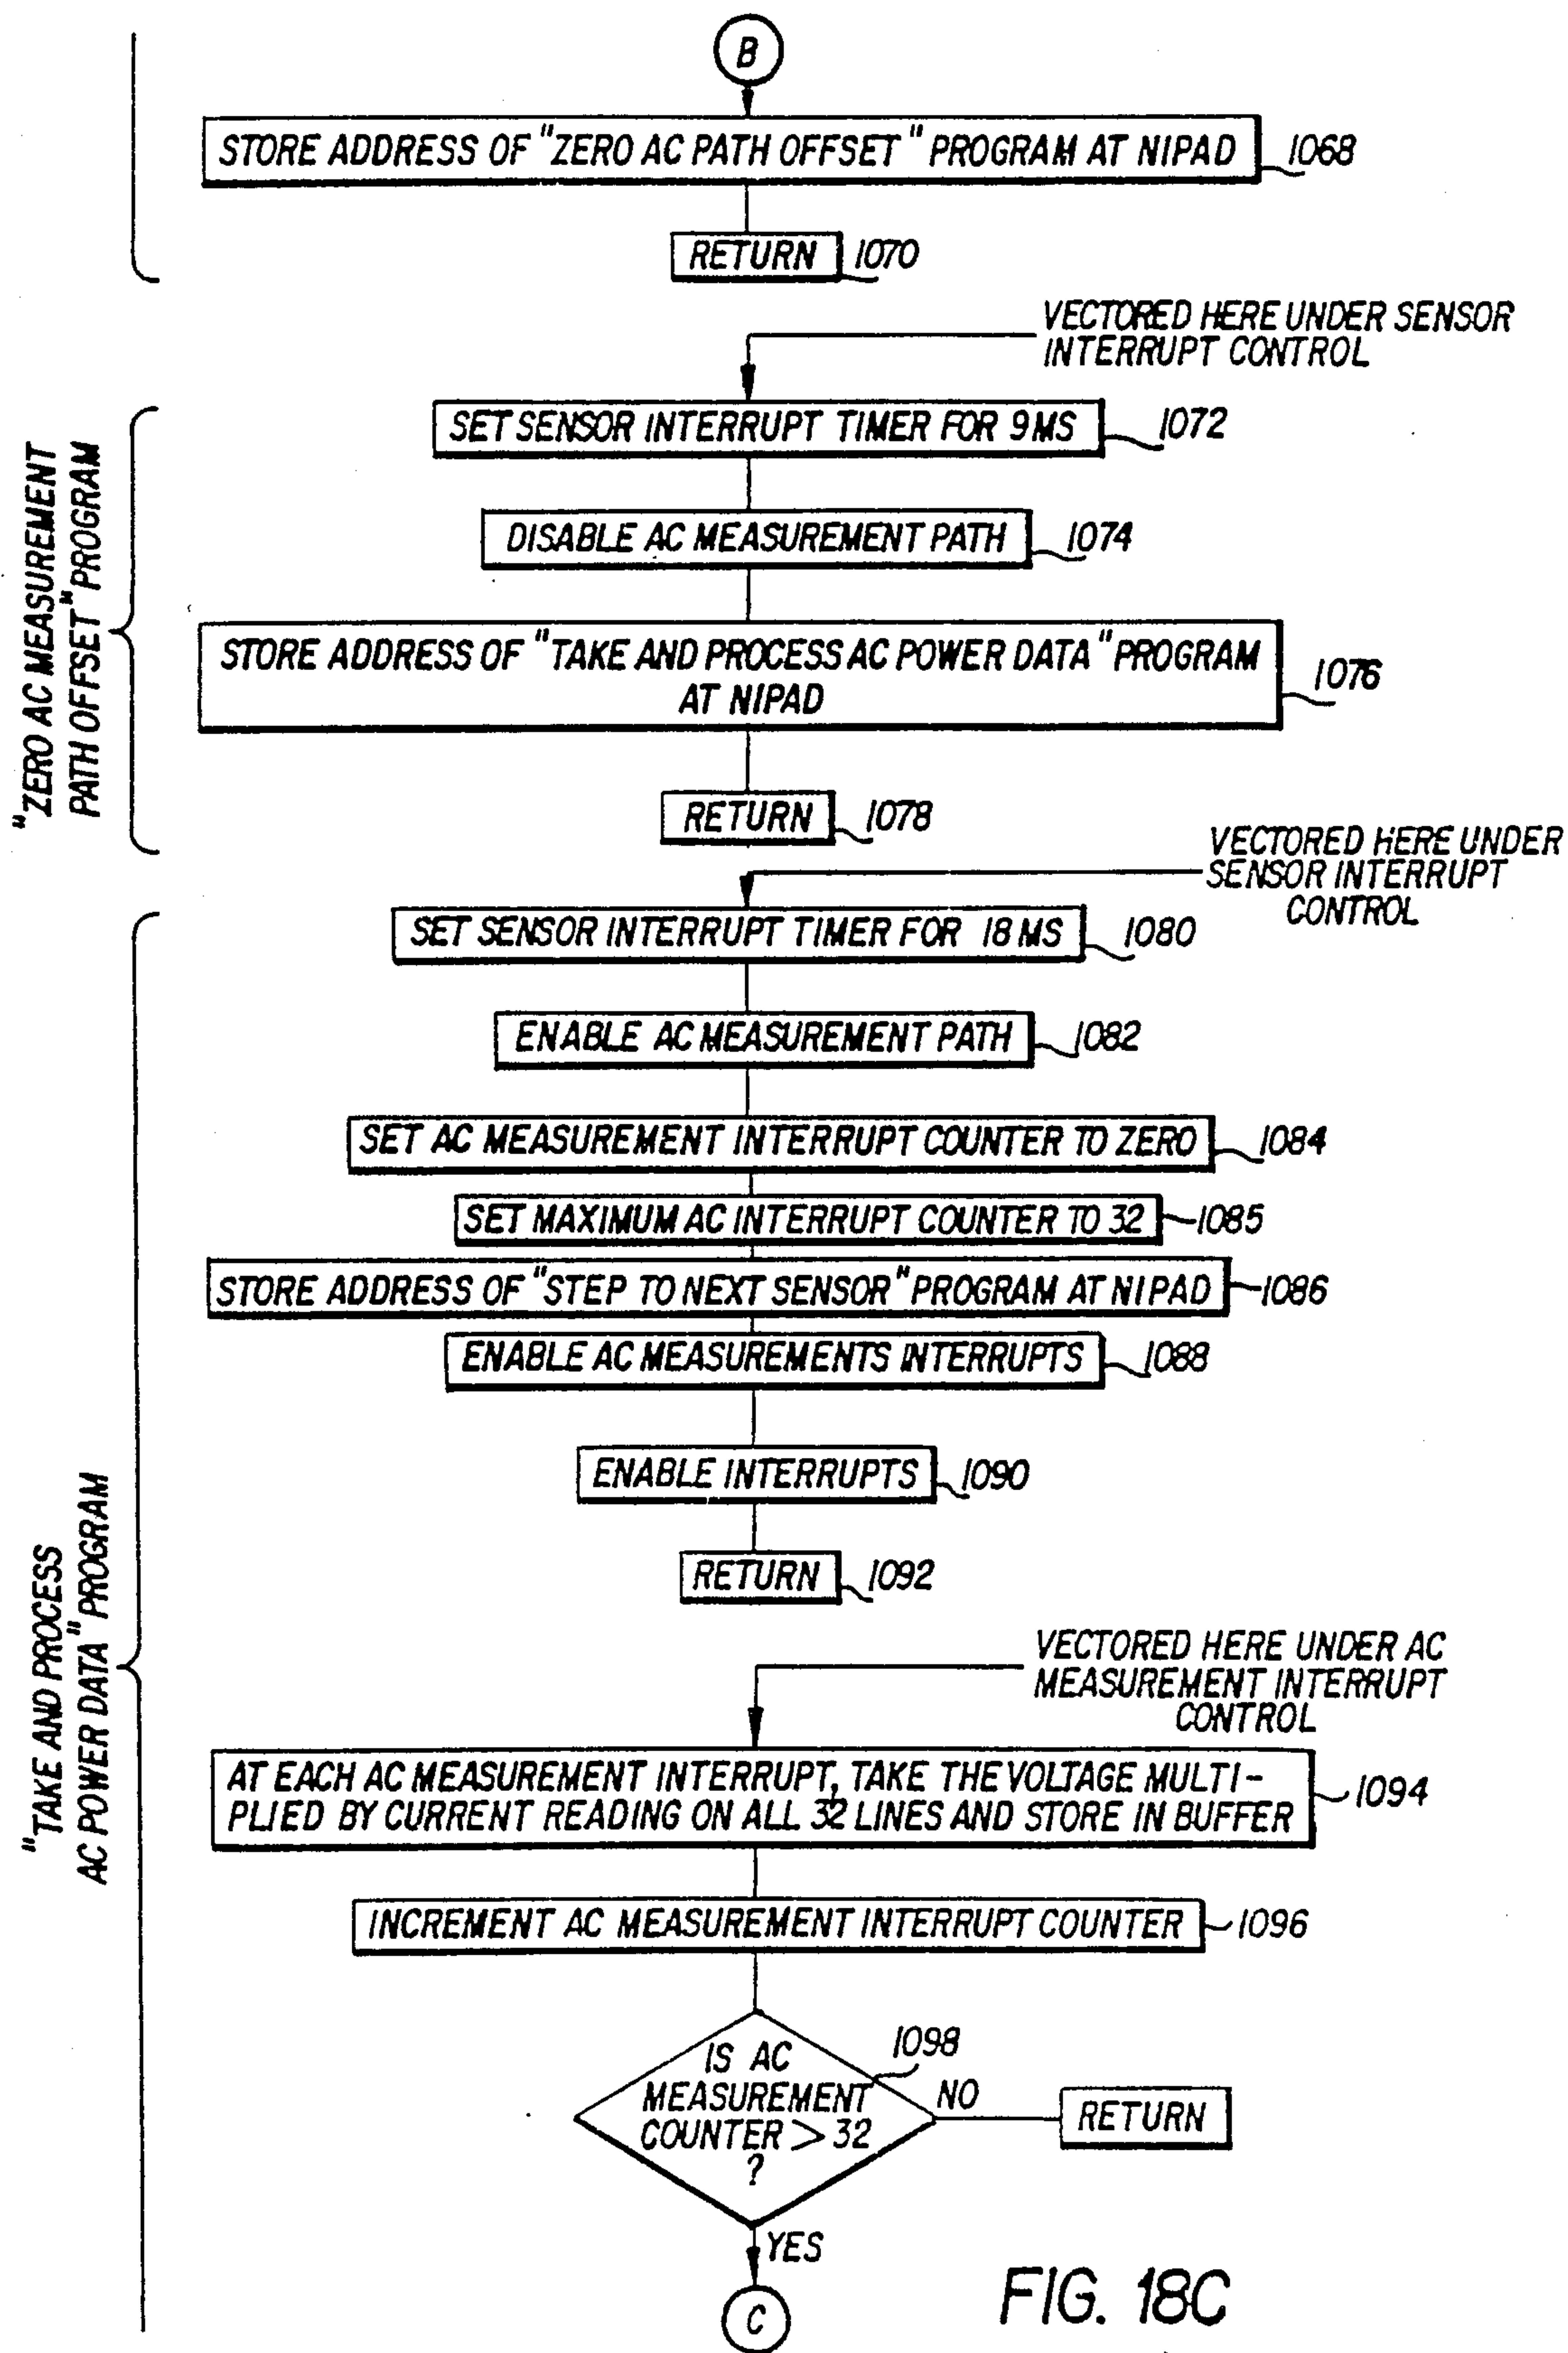 B
STORE ADDRESS OF "ZERO AC PATH OFFSET" PROGRAM AT NIPAD 1068
RETURN 1070
VECTORED HERE UNDER SENSOR
INTERRUPT CONTROL
"ZERO AC MEASUREMENT
PATH OFFSET" PROGRAM
SET SENSOR INTERRUPT TIMER FOR 9 MS 1072
DISABLE AC MEASUREMENT PATH 1074
STORE ADDRESS OF "TAKE AND PROCESS AC POWER DATA" PROGRAM
AT NIPAD 1076
RETURN 1078
VECTORED HERE UNDER
SENSOR INTERRUPT
CONTROL
"TAKE AND PROCESS
AC POWER DATA" PROGRAM
SET SENSOR INTERRUPT TIMER FOR 18 MS 1080
ENABLE AC MEASUREMENT PATH 1082
SET AC MEASUREMENT INTERRUPT COUNTER TO ZERO 1084
SET MAXIMUM AC INTERRUPT COUNTER TO 32 1085
STORE ADDRESS OF "STEP TO NEXT SENSOR" PROGRAM AT NIPAD 1086
ENABLE AC MEASUREMENTS INTERRUPTS 1088
ENABLE INTERRUPTS 1090
RETURN 1092
VECTORED HERE UNDER AC
MEASUREMENT INTERRUPT
CONTROL
AT EACH AC MEASUREMENT INTERRUPT, TAKE THE VOLTAGE MULTI-
PLIED BY CURRENT READING ON ALL 32 LINES AND STORE IN BUFFER 1094
INCREMENT AC MEASUREMENT INTERRUPT COUNTER 1096
IS AC 1098
MEASUREMENT
COUNTER > 32
?
NO
RETURN
YES
C
FIG. 18C